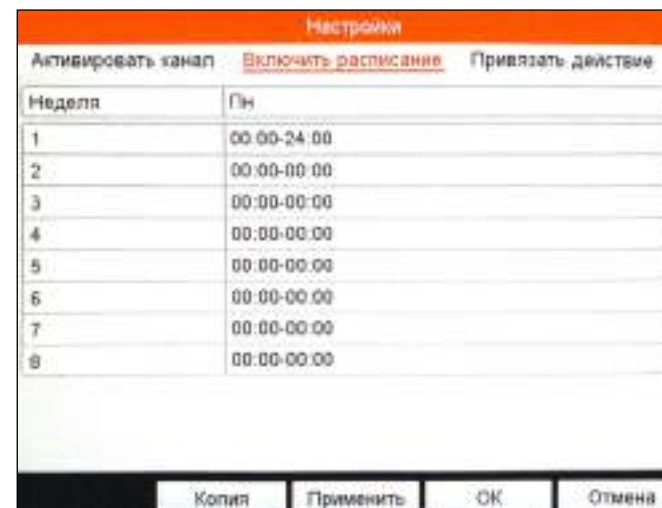 Настройки
Активировать канал Включить расписание Привязать действие
Неделя Пн
1 00:00-24:00
2 00:00-00:00
3 00:00-00:00
4 00:00-00:00
5 00:00-00:00
6 00:00-00:00
7 00:00-00:00
8 00:00-00:00
Копия Применить ОК Отмена